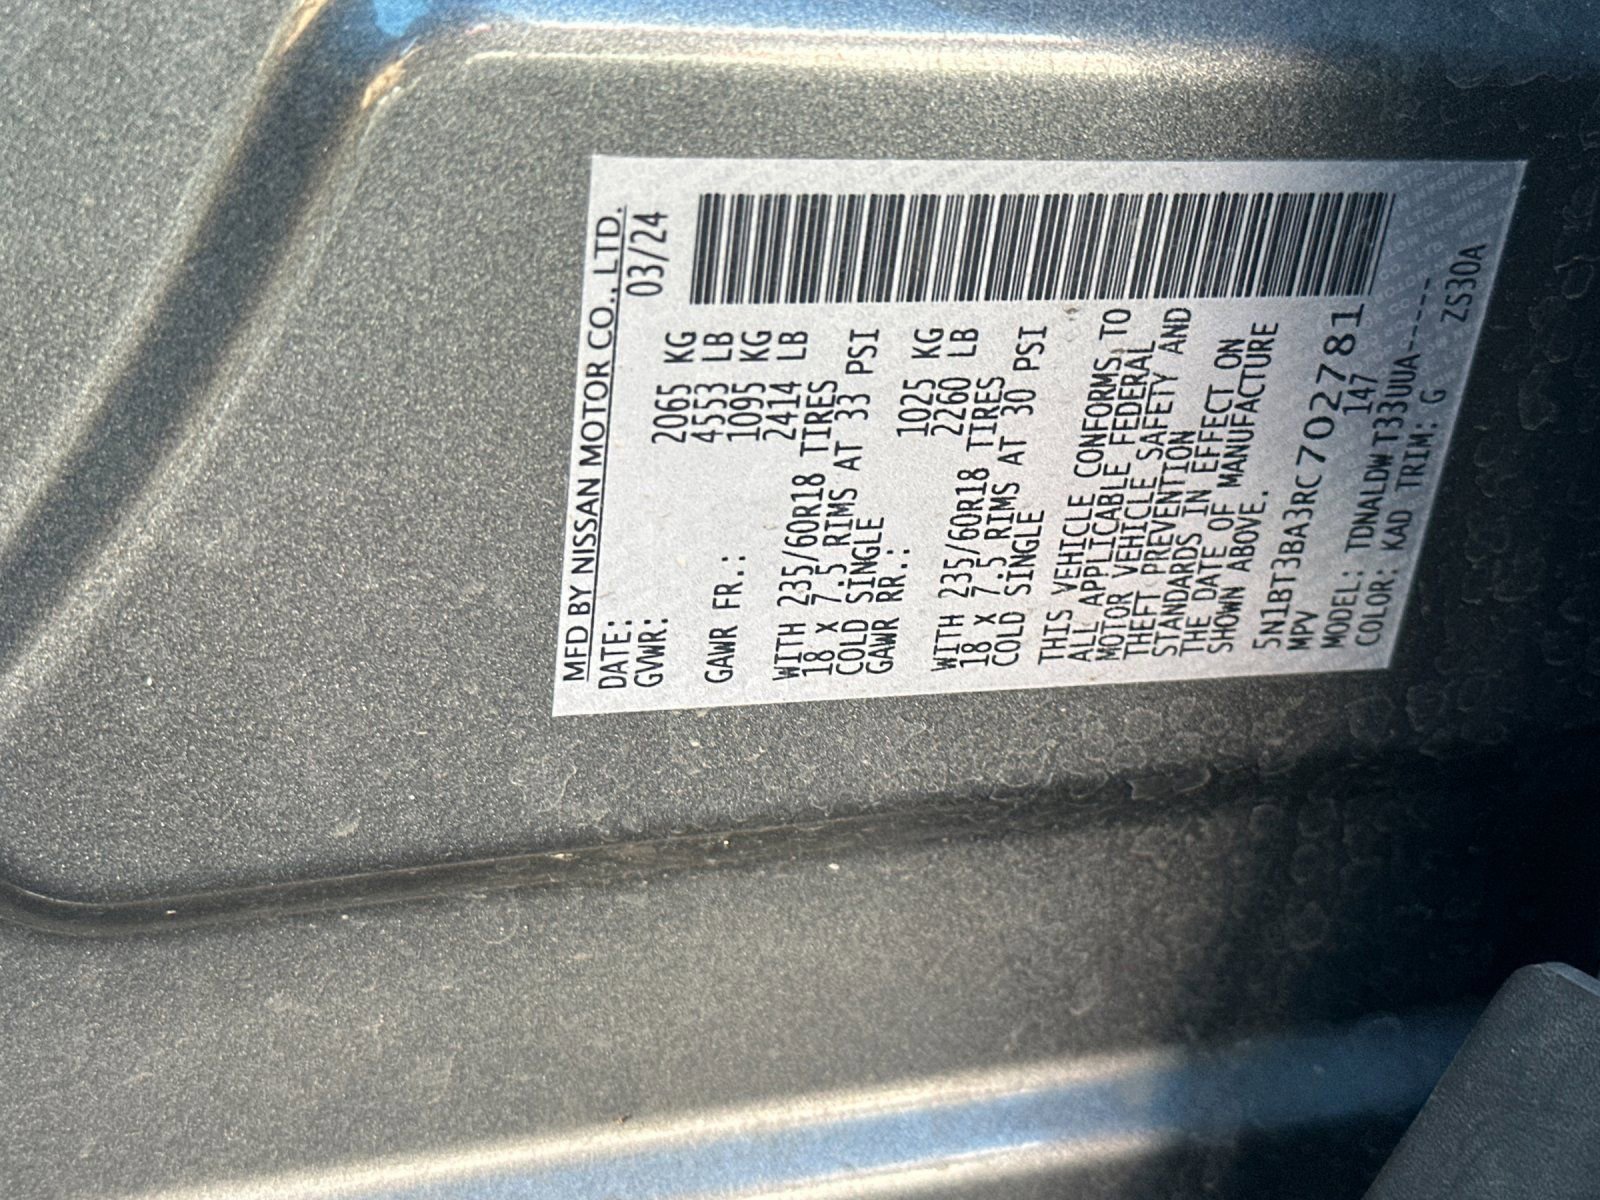 MFD BY NISSAN MOTOR CO., LTD.
DATE: 03/24
GVWR: 2065 KG
4553 LB
GAWR FR.: 1095 KG
2414 LB
WITH 235/60R18 TIRES
18 X 7.5 RIMS AT 33 PSI
COLD SINGLE
GAWR RR.: 1025 KG
2260 LB
WITH 235/60R18 TIRES
18 X 7.5 RIMS AT 30 PSI
COLD SINGLE
THIS VEHICLE CONFORMS TO
ALL APPLICABLE FEDERAL
MOTOR VEHICLE SAFETY AND
THEFT PREVENTION
STANDARDS IN EFFECT ON
THE DATE OF MANUFACTURE
SHOWN ABOVE.
5N1BT3BA3RC702781
MPV 147
MODEL: TDNALDW T33UUA------
COLOR: KAD TRIM: G ZS30A